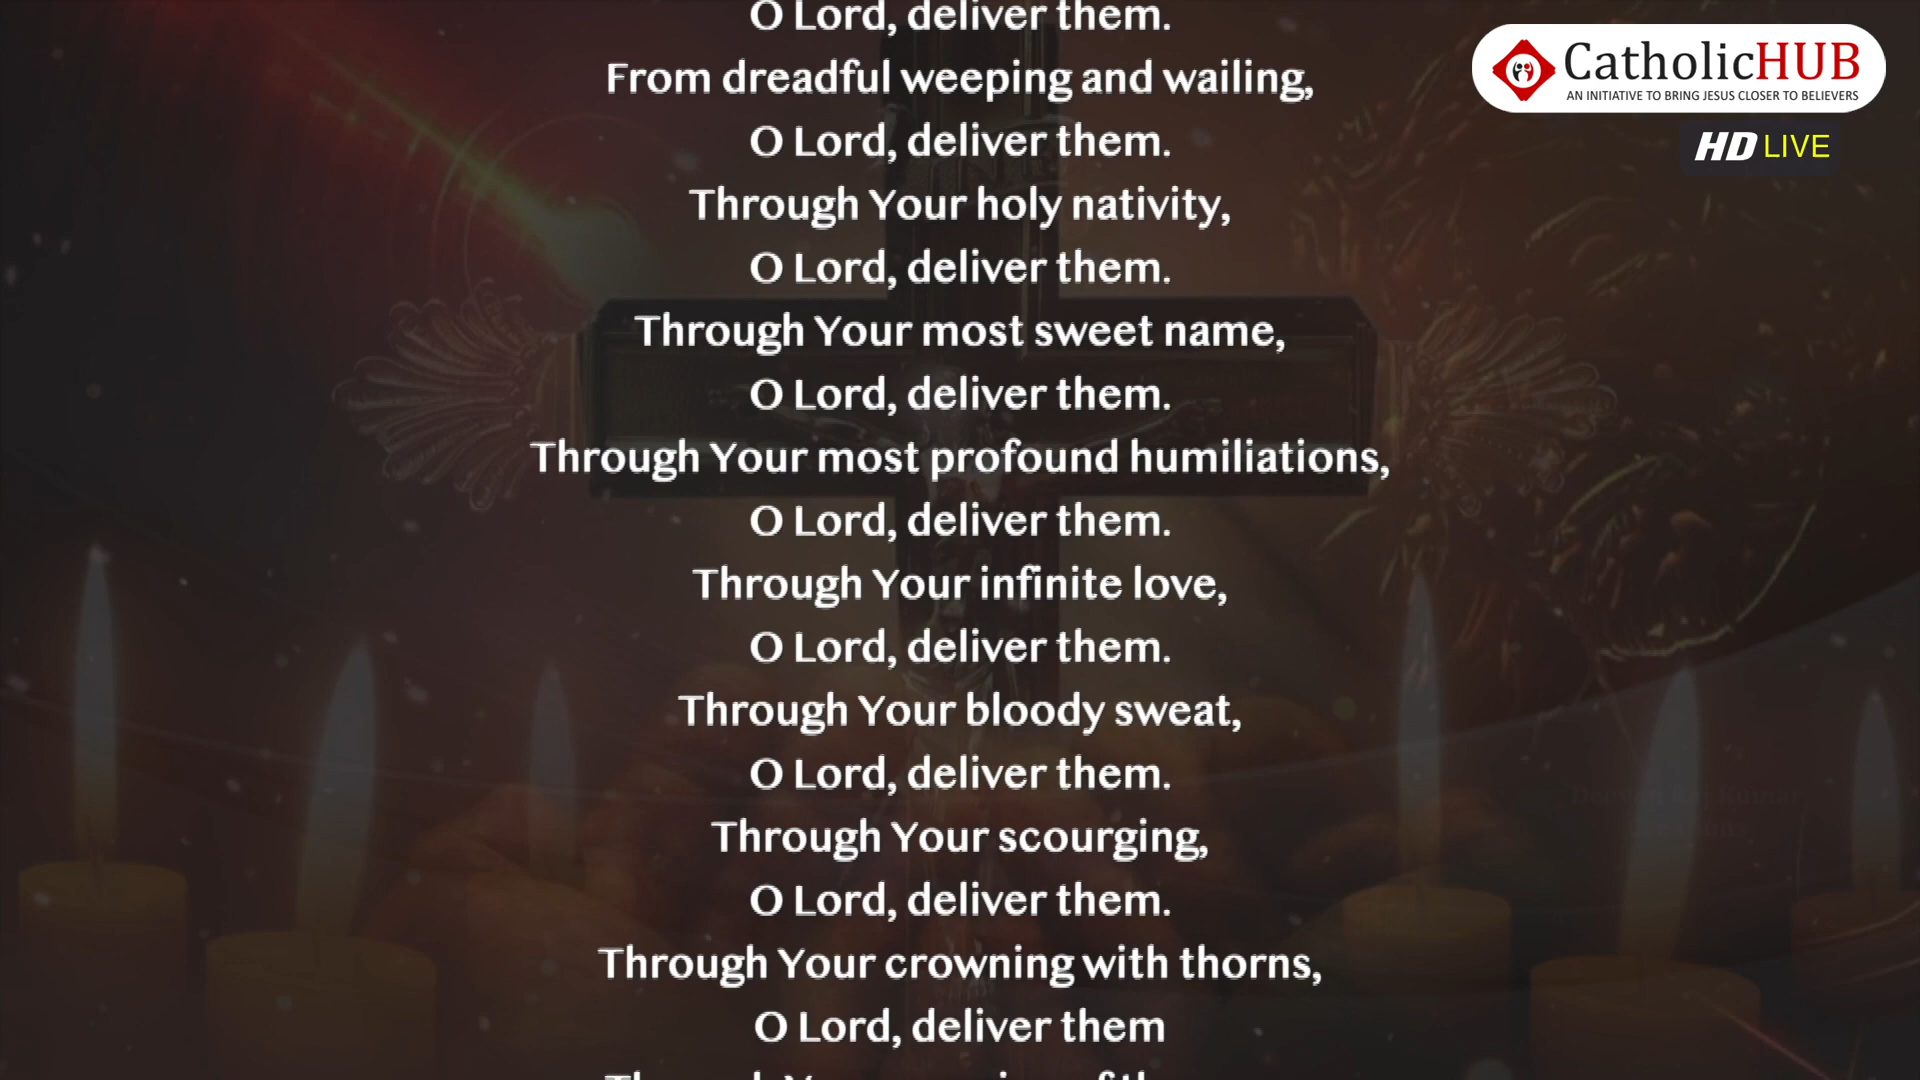 O Lord, deliver them.
From dreadful weeping and wailing,
O Lord, deliver them.
Through Your holy nativity,
O Lord, deliver them.
Through Your most sweet name,
O Lord, deliver them.
Through Your most profound humiliations,
O Lord, deliver them.
Through Your infinite love,
O Lord, deliver them.
Through Your bloody sweat,
O Lord, deliver them.
Through Your scourging,
O Lord, deliver them.
Through Your crowning with thorns,
O Lord, deliver them
CatholicHUB
AN INITIATIVE TO BRING JESUS CLOSER TO BELIEVERS
HD LIVE